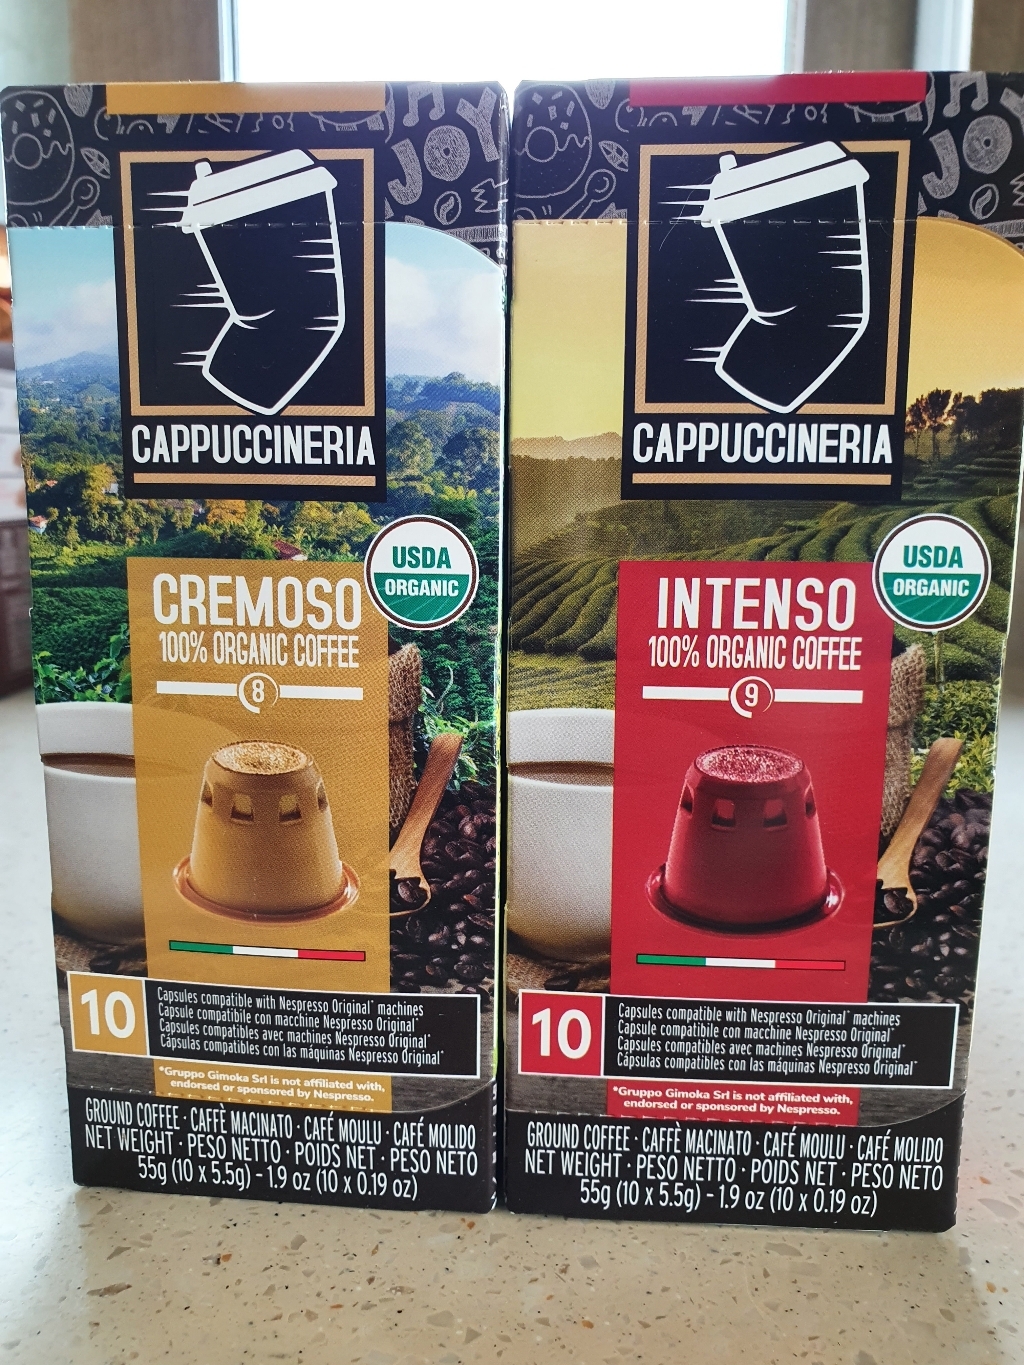 JOY
CAPPUCCINERIA
USDA
ORGANIC
CREMOSO
100% ORGANIC COFFEE
8
10
Capsules compatible with Nespresso Original* machines
Capsule compatibile con macchine Nespresso Original*
Capsules compatibles avec machines Nespresso Original*
Cápsulas compatibles con las máquinas Nespresso Original*
*Gruppo Gimoka Srl is not affiliated with,
endorsed or sponsored by Nespresso.
GROUND COFFEE · CAFFÈ MACINATO · CAFÉ MOULU · CAFÉ MOLIDO
NET WEIGHT · PESO NETTO · POIDS NET · PESO NETO
55g (10 x 5.5g) – 1.9 oz (10 x 0.19 oz)
JOY
CAPPUCCINERIA
USDA
ORGANIC
INTENSO
100% ORGANIC COFFEE
9
10
Capsules compatible with Nespresso Original* machines
Capsule compatibile con macchine Nespresso Original*
Capsules compatibles avec machines Nespresso Original*
Cápsulas compatibles con las máquinas Nespresso Original*
*Gruppo Gimoka Srl is not affiliated with,
endorsed or sponsored by Nespresso.
GROUND COFFEE · CAFFÈ MACINATO · CAFÉ MOULU · CAFÉ MOLIDO
NET WEIGHT · PESO NETTO · POIDS NET · PESO NETO
55g (10 x 5.5g) – 1.9 oz (10 x 0.19 oz)